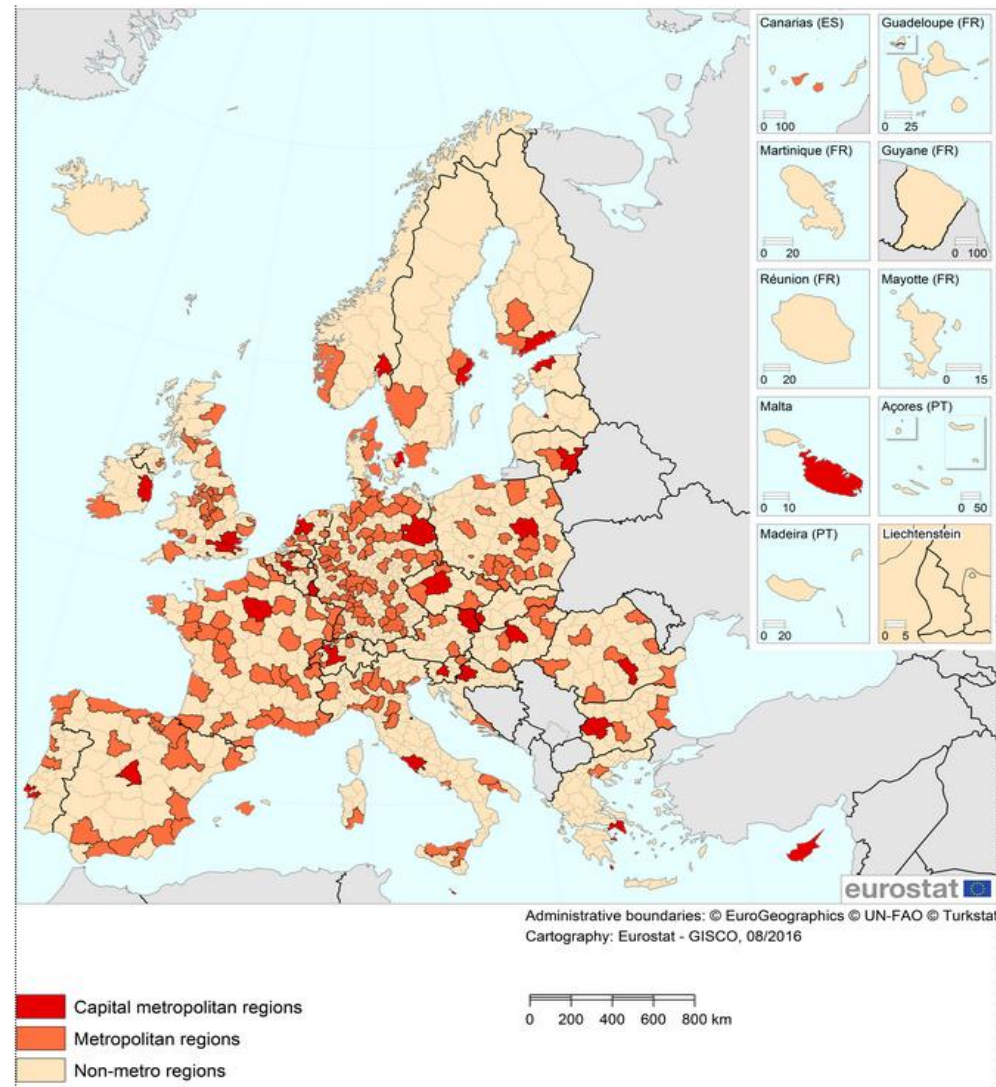 Canarias (ES)
0 100
Guadeloupe (FR)
0 25
Martinique (FR)
0 20
Guyane (FR)
0 100
Réunion (FR)
0 20
Mayotte (FR)
0 15
Malta
0 10
Açores (PT)
0 50
Madeira (PT)
0 20
Liechtenstein
0 5
eurostat
Administrative boundaries: © EuroGeographics © UN-FAO © Turkstat
Cartography: Eurostat - GISCO, 08/2016
Capital metropolitan regions
Metropolitan regions
Non-metro regions
0 200 400 600 800 km